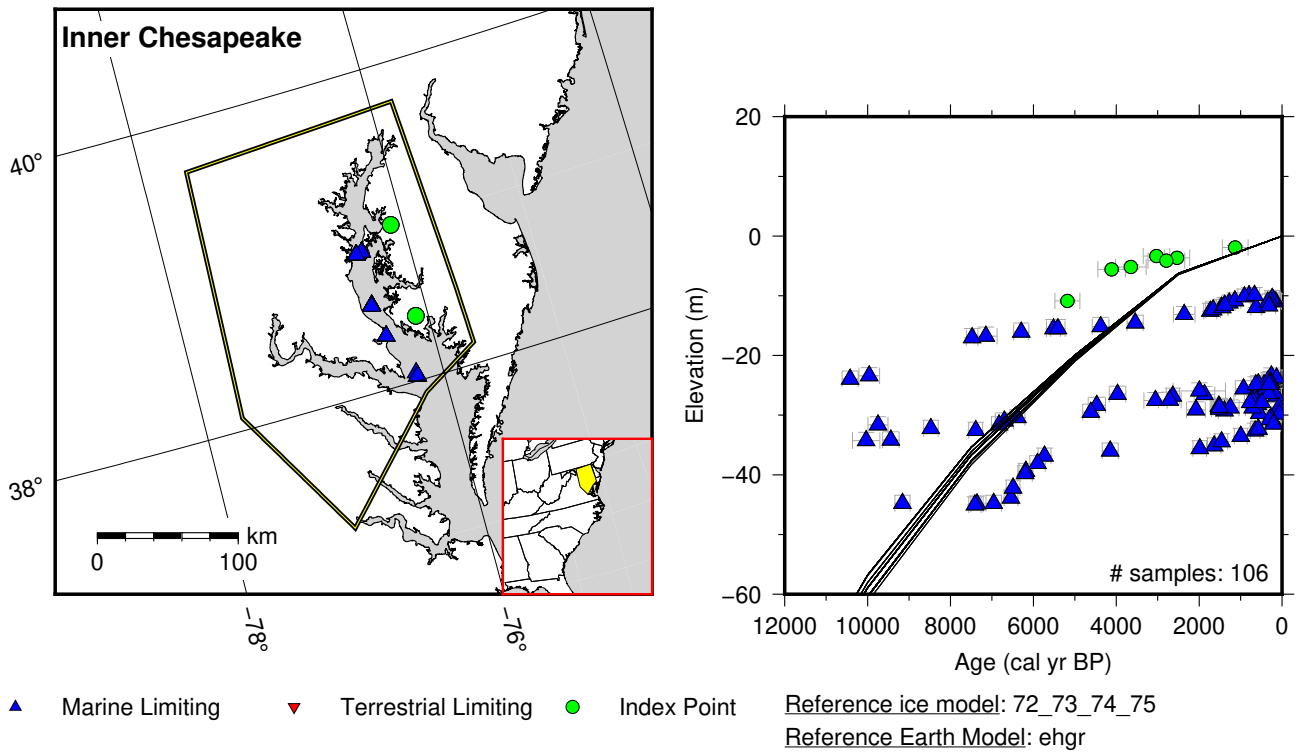 Inner Chesapeake
40°
38°
km
0 100
−78°
−76°
20
0
−20
−40
−60
Elevation (m)
# samples: 106
12000 10000 8000 6000 4000 2000 0
Age (cal yr BP)
Marine Limiting Terrestrial Limiting Index Point
Reference ice model: 72_73_74_75
Reference Earth Model: ehgr